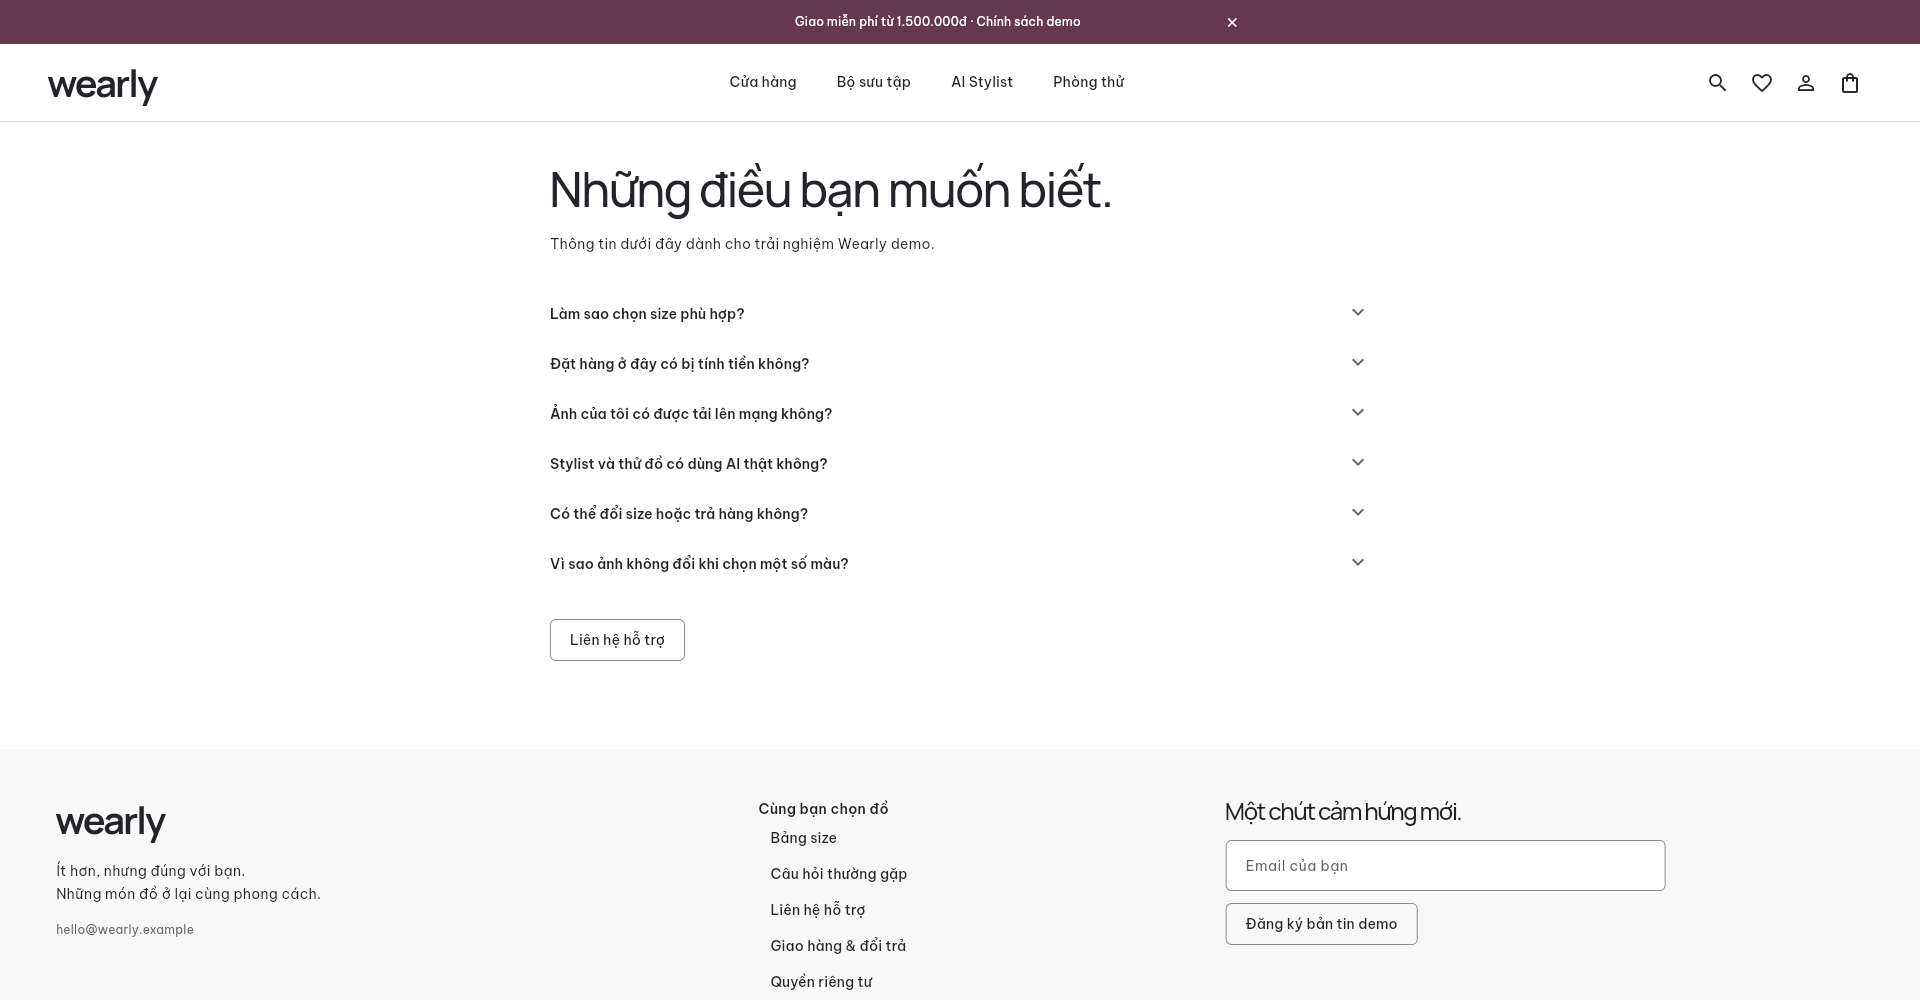 Giao miễn phí từ 1.500.000đ · Chính sách demo
wearly
Cửa hàng
Bộ sưu tập
AI Stylist
Phòng thử
Những điều bạn muốn biết.
Thông tin dưới đây dành cho trải nghiệm Wearly demo.
Làm sao chọn size phù hợp?
Đặt hàng ở đây có bị tính tiền không?
Ảnh của tôi có được tải lên mạng không?
Stylist và thử đồ có dùng AI thật không?
Có thể đổi size hoặc trả hàng không?
Vì sao ảnh không đổi khi chọn một số màu?
Liên hệ hỗ trợ
wearly
Ít hơn, nhưng đúng với bạn.
Những món đồ ở lại cùng phong cách.
hello@wearly.example
Cùng bạn chọn đồ
Bảng size
Câu hỏi thường gặp
Liên hệ hỗ trợ
Giao hàng & đổi trả
Quyền riêng tư
Một chút cảm hứng mới.
Email của bạn
Đăng ký bản tin demo